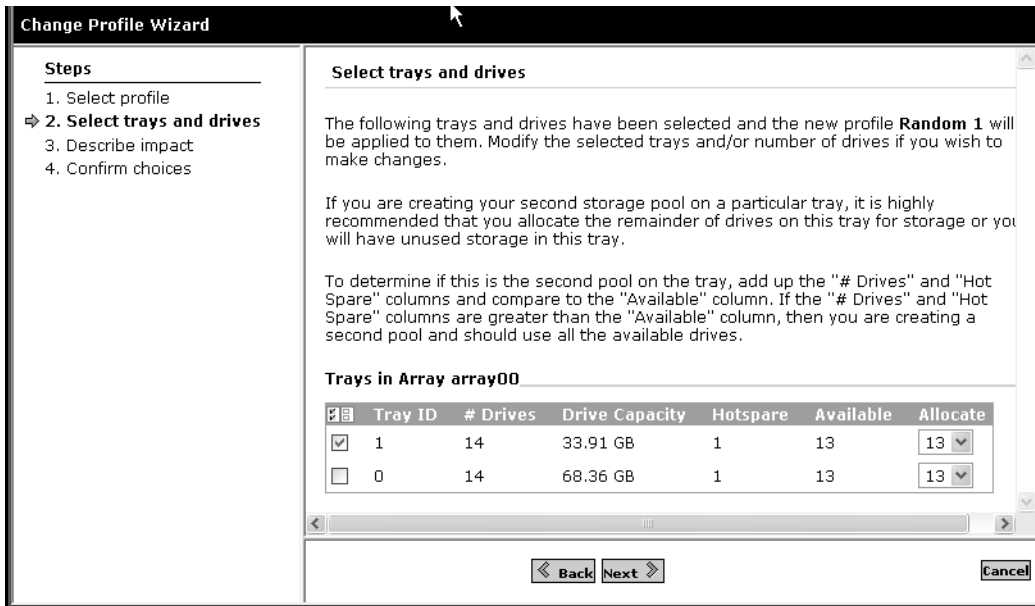 Change Profile Wizard
Steps
1. Select profile
2. Select trays and drives
3. Describe impact
4. Confirm choices
Select trays and drives
The following trays and drives have been selected and the new profile Random 1 will
be applied to them. Modify the selected trays and/or number of drives if you wish to
make changes.
If you are creating your second storage pool on a particular tray, it is highly
recommended that you allocate the remainder of drives on this tray for storage or you
will have unused storage in this tray.
To determine if this is the second pool on the tray, add up the "# Drives" and "Hot
Spare" columns and compare to the "Available" column. If the "# Drives" and "Hot
Spare" columns are greater than the "Available" column, then you are creating a
second pool and should use all the available drives.
Trays in Array array00
Tray ID # Drives Drive Capacity Hotspare Available Allocate
1 14 33.91 GB 1 13 13
0 14 68.36 GB 1 13 13
Back Next Cancel